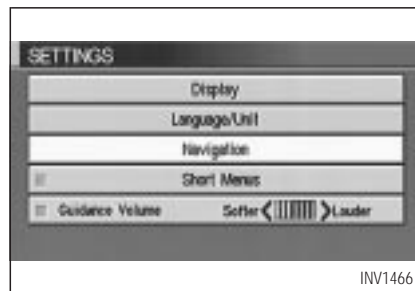 SETTINGS
Display
Language/Unit
Navigation
Short Menus
Guidance Volume Softer Louder
INV1466